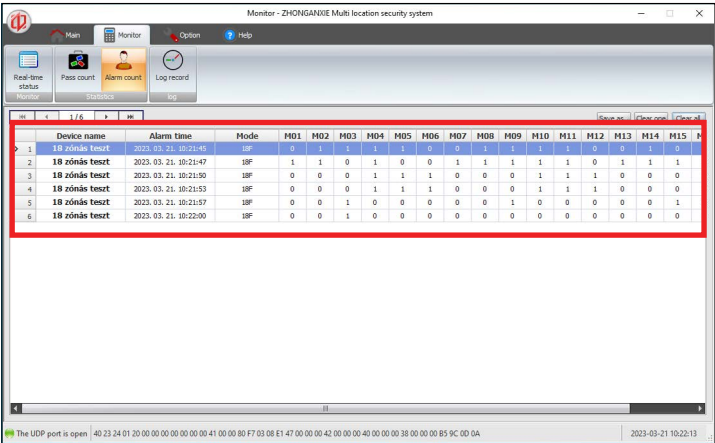 Monitor - ZHONGANXIE Multi location security system
Main Monitor Option Help
Real-time status Pass count Alarm count Log record
Monitor Statistics log
1 / 6 Save as... Clear one Clear all
Device name Alarm time Mode M01 M02 M03 M04 M05 M06 M07 M08 M09 M10 M11 M12 M13 M14 M15
1 18 zónás teszt 2023. 03. 21. 10:21:45 18F 0 1 1 1 1 0 0 1 1 1 1 0 0 1 0
2 18 zónás teszt 2023. 03. 21. 10:21:47 18F 1 1 0 1 0 0 1 1 1 1 1 0 1 1 1
3 18 zónás teszt 2023. 03. 21. 10:21:50 18F 0 0 0 1 1 1 0 0 0 1 1 1 0 0 0
4 18 zónás teszt 2023. 03. 21. 10:21:53 18F 0 0 0 1 1 1 0 0 0 1 1 1 0 0 0
5 18 zónás teszt 2023. 03. 21. 10:21:57 18F 0 0 1 0 0 0 0 0 1 0 0 0 0 0 1
6 18 zónás teszt 2023. 03. 21. 10:22:00 18F 0 0 1 0 0 0 0 0 0 0 0 0 0 0 0
The UDP port is open 40 23 24 01 20 00 00 00 00 00 00 00 41 00 00 80 F7 03 08 E1 47 00 00 00 42 00 00 00 40 00 00 00 38 00 00 00 B5 9C 0D 0A 2023-03-21 10:22:13